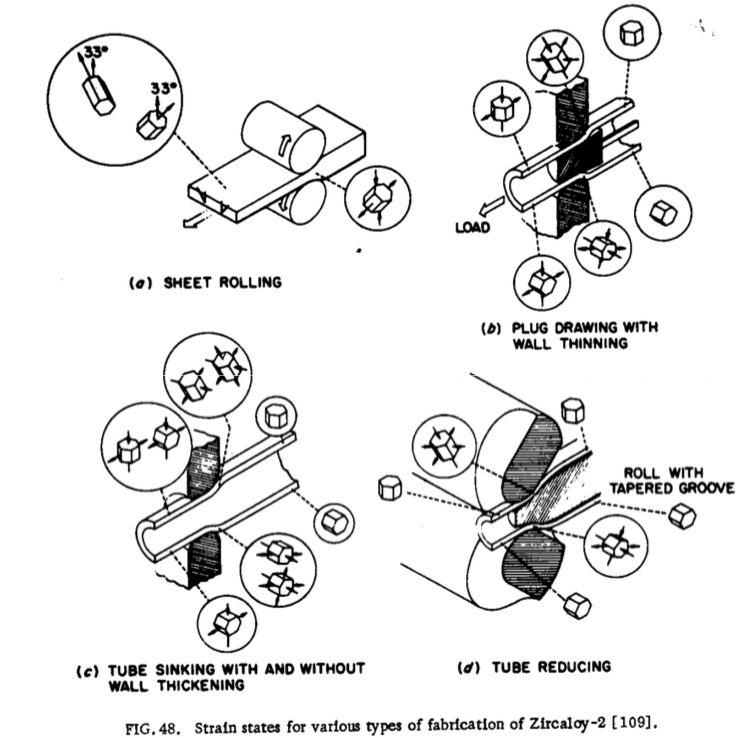 33°
33°
(a) SHEET ROLLING
LOAD
(b) PLUG DRAWING WITH
WALL THINNING
ROLL WITH
TAPERED GROOVE
(c) TUBE SINKING WITH AND WITHOUT
WALL THICKENING
(d) TUBE REDUCING
FIG. 48. Strain states for various types of fabrication of Zircaloy-2 [109].